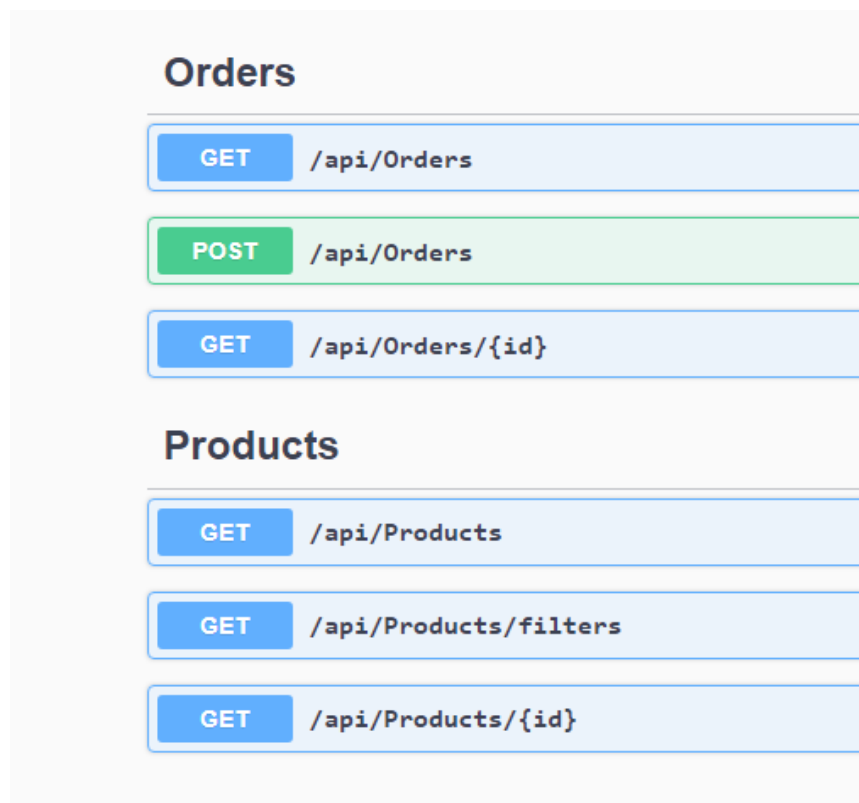 Orders
GET /api/Orders
POST /api/Orders
GET /api/Orders/{id}
Products
GET /api/Products
GET /api/Products/filters
GET /api/Products/{id}